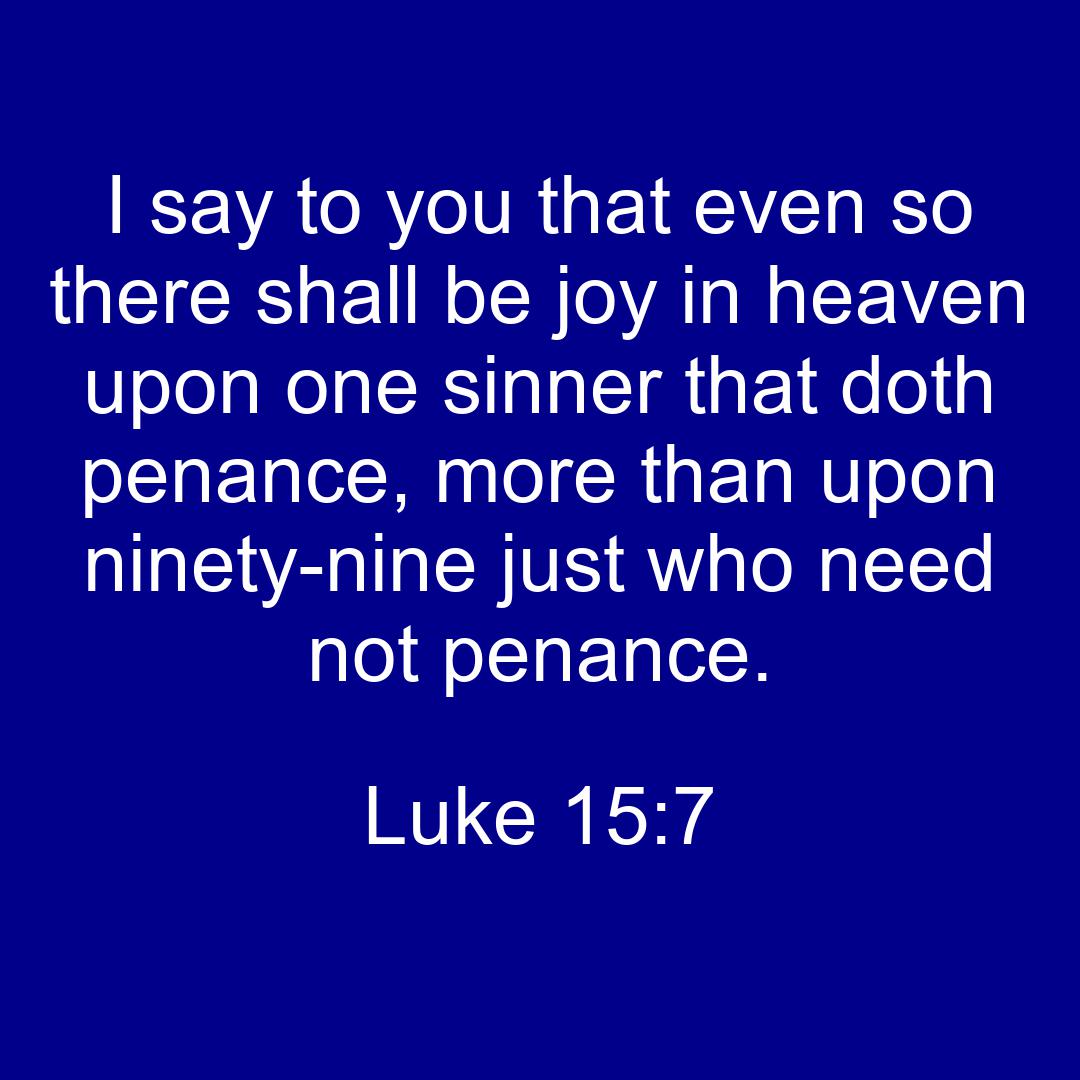 I say to you that even so
there shall be joy in heaven
upon one sinner that doth
penance, more than upon
ninety-nine just who need
not penance.
Luke 15:7